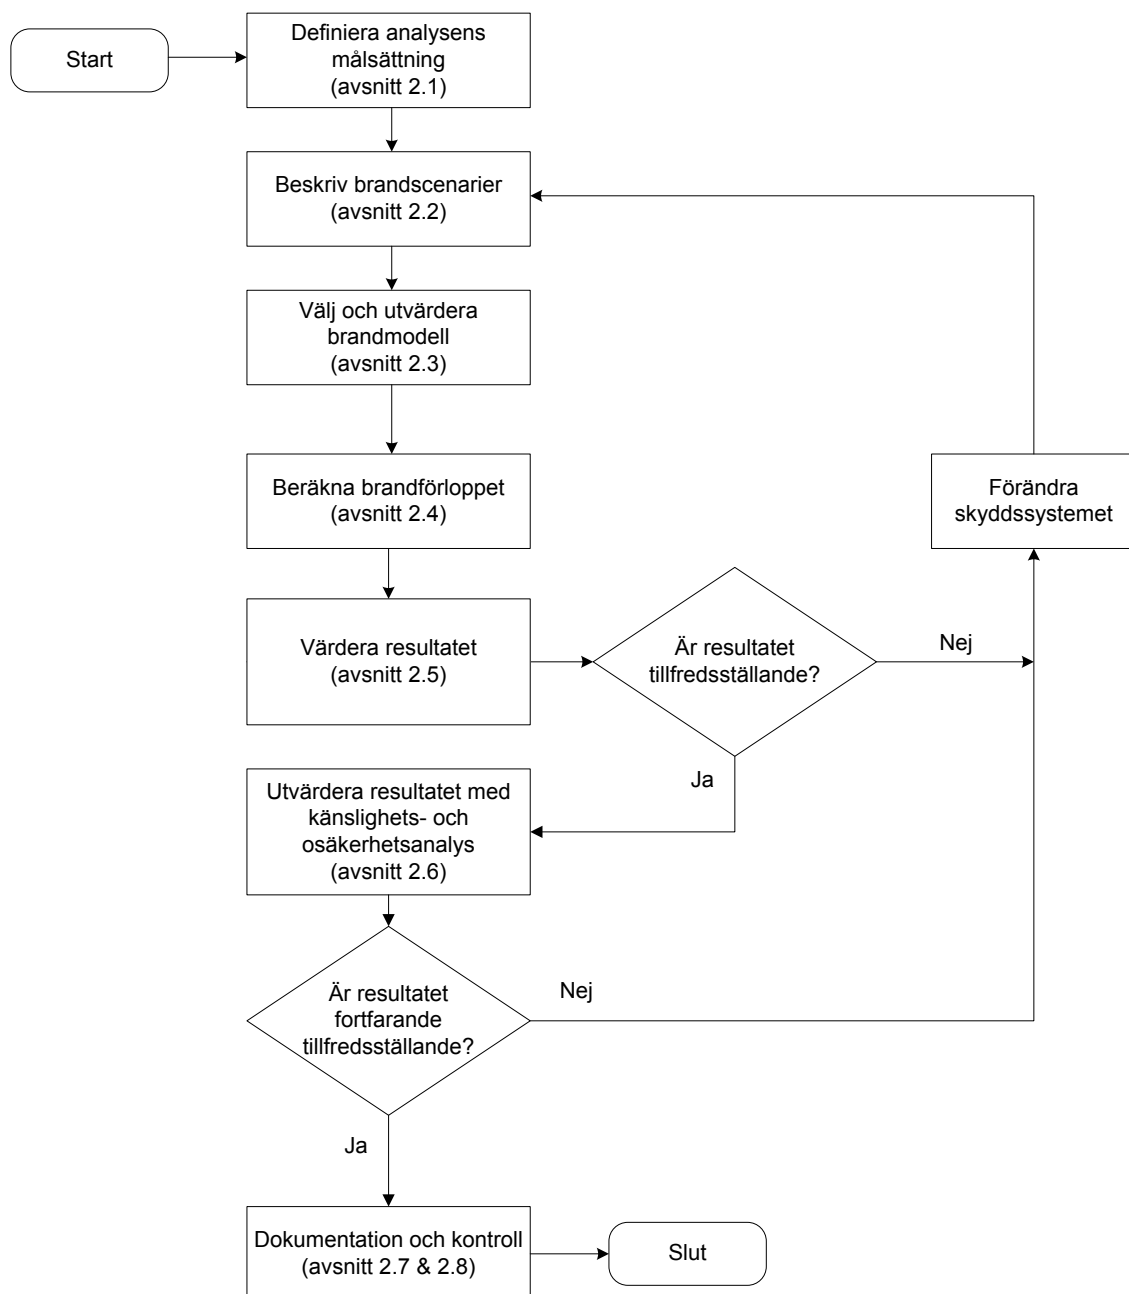 Start
Definiera analysens
målsättning
(avsnitt 2.1)
Beskriv brandscenarier
(avsnitt 2.2)
Välj och utvärdera
brandmodell
(avsnitt 2.3)
Beräkna brandförloppet
(avsnitt 2.4)
Förändra
skyddssystemet
Värdera resultatet
(avsnitt 2.5)
Är resultatet
tillfredsställande?
Nej
Ja
Utvärdera resultatet med
känslighets- och
osäkerhetsanalys
(avsnitt 2.6)
Är resultatet
fortfarande
tillfredsställande?
Nej
Ja
Dokumentation och kontroll
(avsnitt 2.7 & 2.8)
Slut